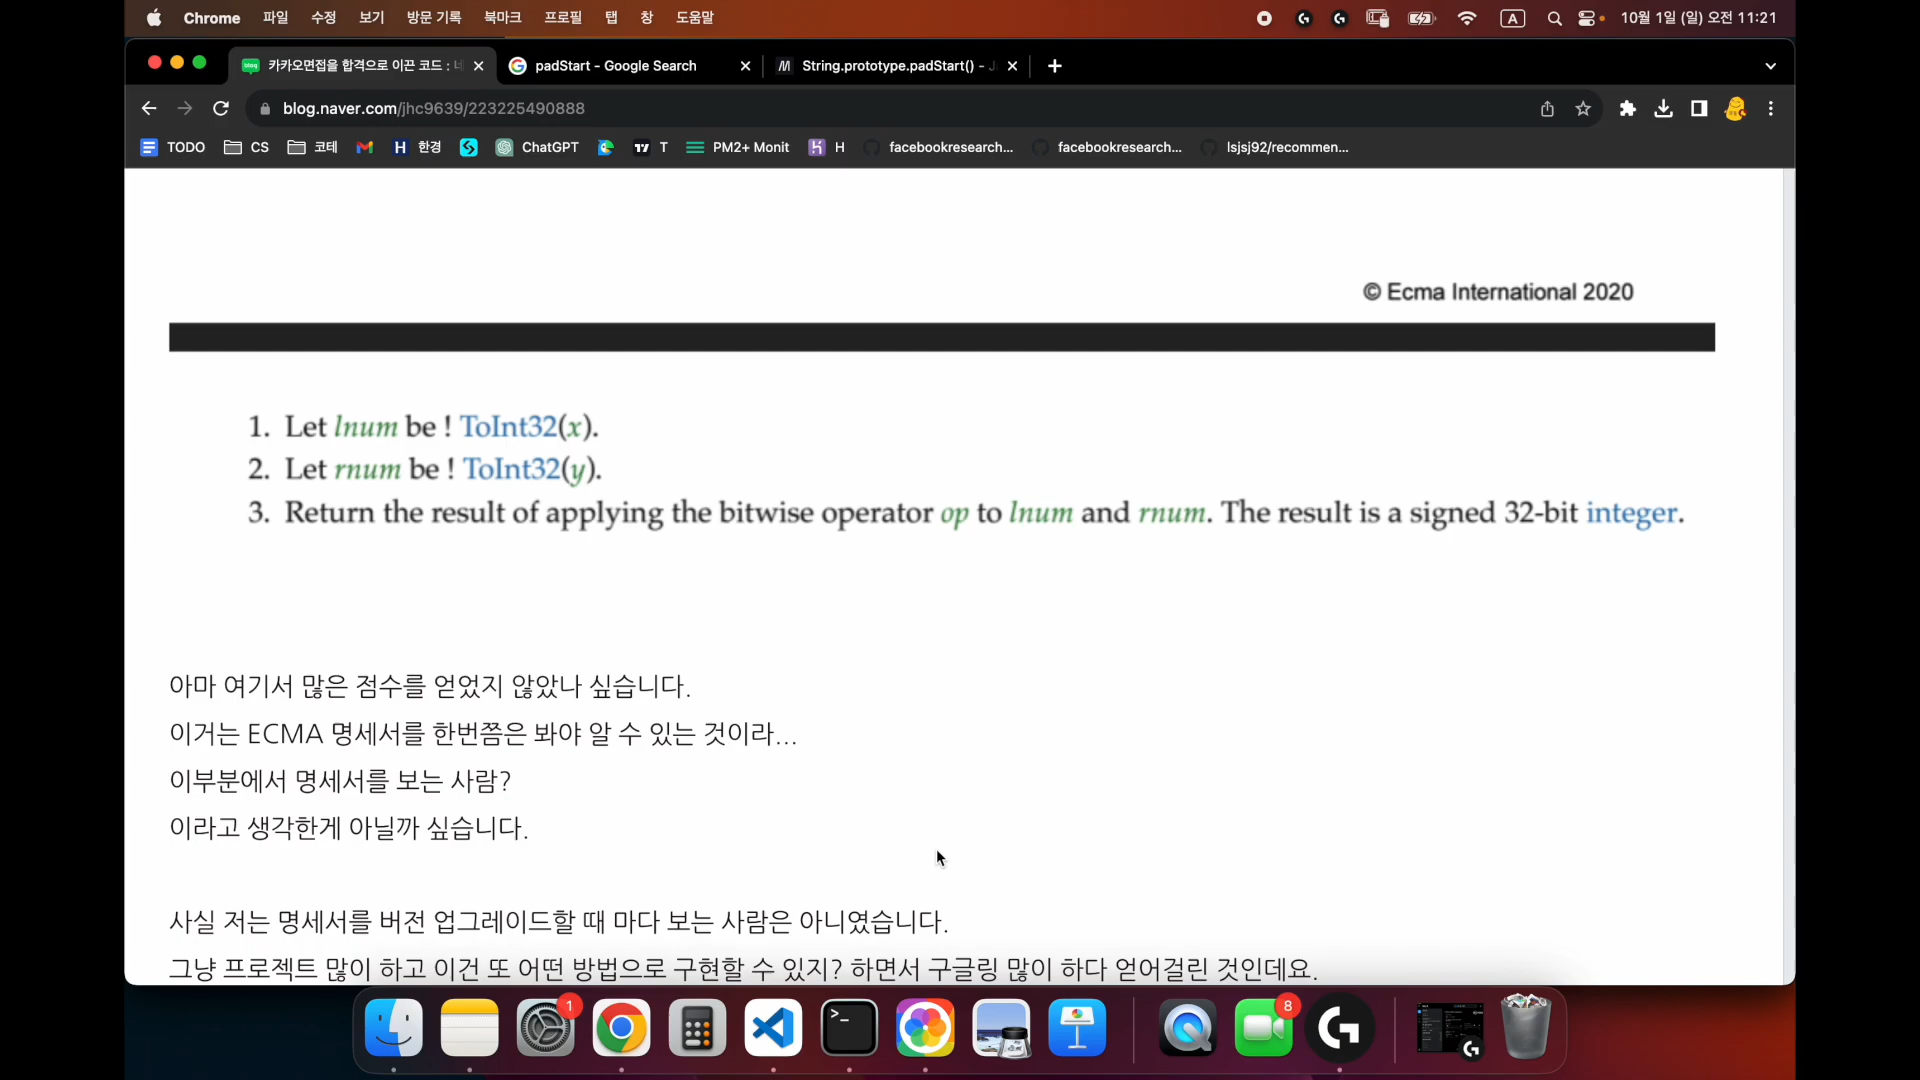 Chrome 파일 수정 보기 방문 기록 북마크 프로필 탭 창 도움말
A 10월 1일 (일) 오전 11:21
카카오면접을 합격으로 이끈 코드 : 네
padStart - Google Search
String.prototype.padStart() - J
blog.naver.com/jhc9639/223225490888
TODO CS 코테 H 한경 ChatGPT T PM2+ Monit H facebookresearch... facebookresearch... lsjsj92/recommen...
© Ecma International 2020
1. Let lnum be ! ToInt32(x).
2. Let rnum be ! ToInt32(y).
3. Return the result of applying the bitwise operator op to lnum and rnum. The result is a signed 32-bit integer.
아마 여기서 많은 점수를 얻었지 않았나 싶습니다.
이거는 ECMA 명세서를 한번쯤은 봐야 알 수 있는 것이라...
이부분에서 명세서를 보는 사람?
이라고 생각한게 아닐까 싶습니다.
사실 저는 명세서를 버전 업그레이드할 때 마다 보는 사람은 아니였습니다.
그냥 프로젝트 많이 하고 이건 또 어떤 방법으로 구현할 수 있지? 하면서 구글링 많이 하다 얻어걸린 것인데요.
1
8